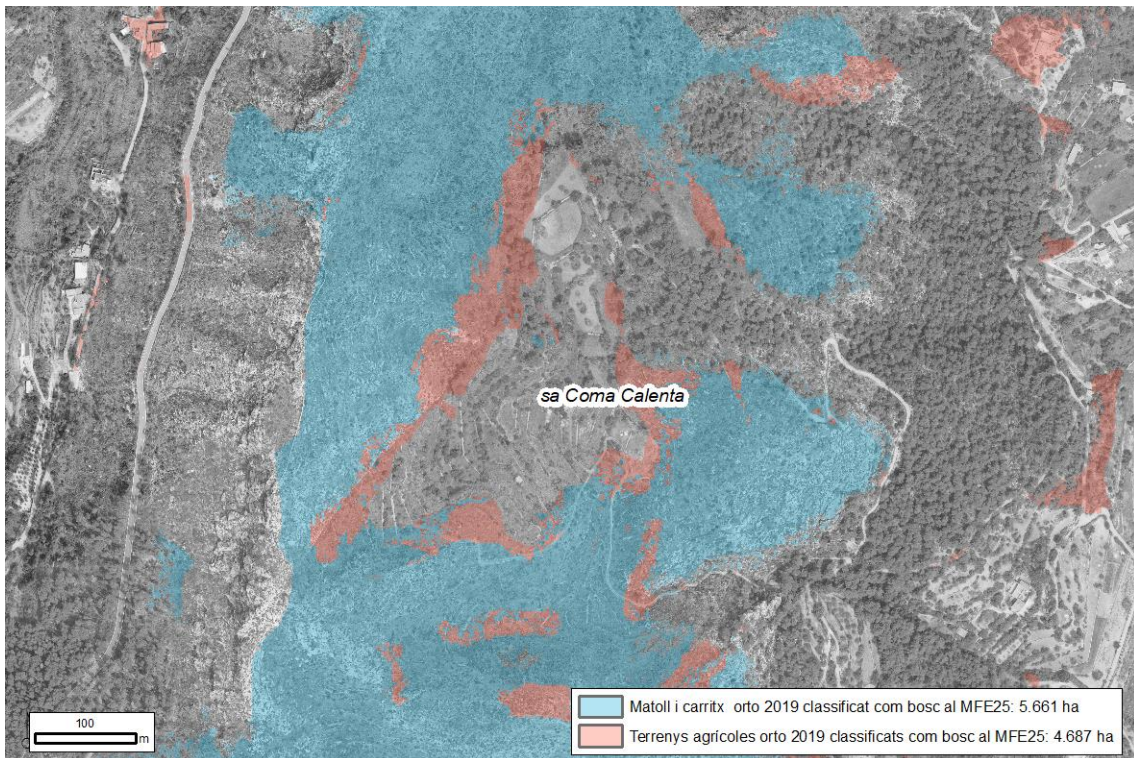 sa Coma Calenta
100
m
Matoll i carritx orto 2019 classificat com bosc al MFE25: 5.661 ha
Terrenys agrícoles orto 2019 classificats com bosc al MFE25: 4.687 ha